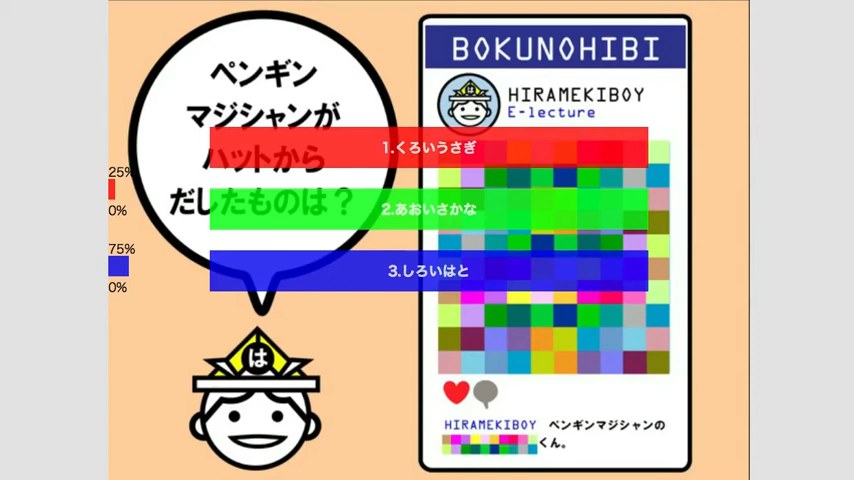 ペンギン
マジシャンが
ハットから
だしたものは？
BOKUNOHIBI
は
HIRAMEKIBOY
E-lecture
1.くろいうさぎ
2.あおいさかな
3.しろいはと
25%
0%
75%
0%
は
HIRAMEKIBOY ペンギンマジシャンの
くん。